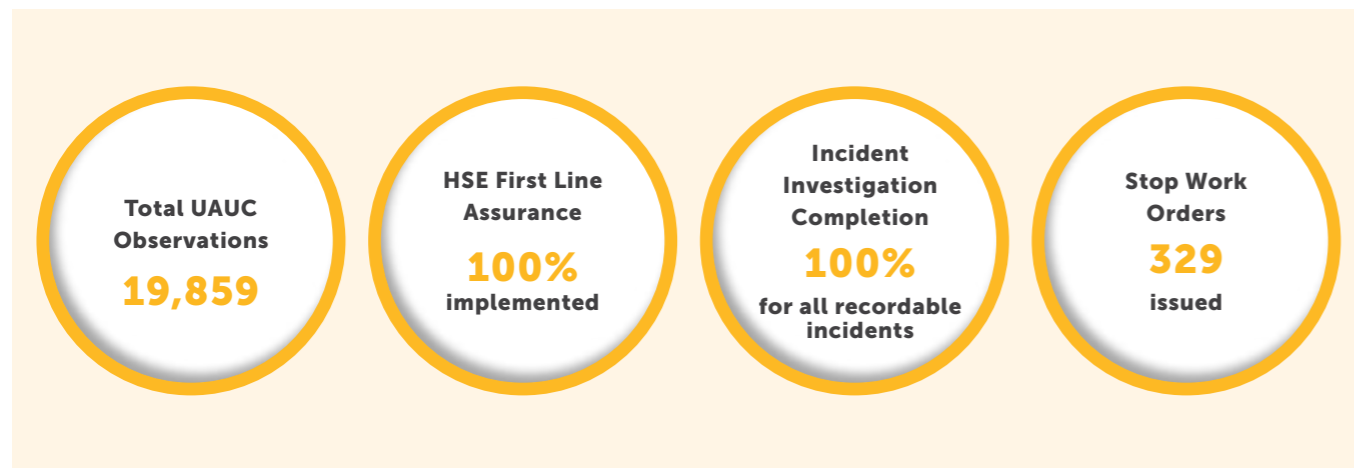 Total UAUC
Observations
19,859
HSE First Line
Assurance
100%
implemented
Incident
Investigation
Completion
100%
for all recordable
incidents
Stop Work
Orders
329
issued